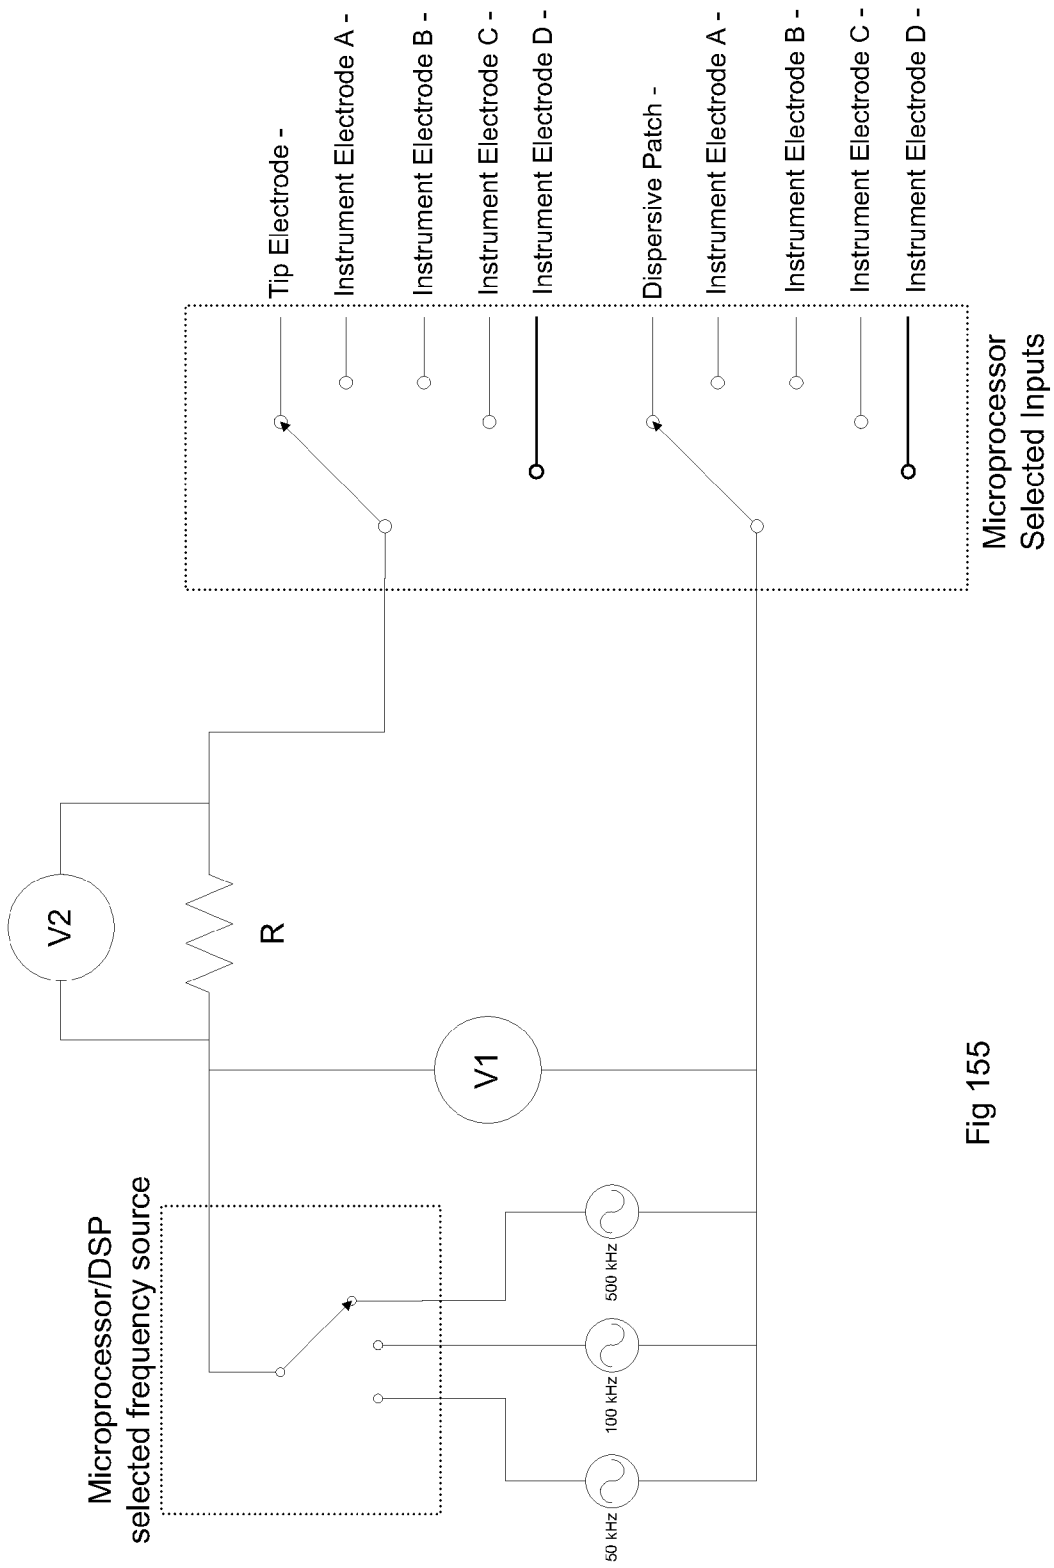 Tip Electrode -
Instrument Electrode A -
Instrument Electrode B -
Instrument Electrode C -
Instrument Electrode D -
Dispersive Patch -
Instrument Electrode A -
Instrument Electrode B -
Instrument Electrode C -
Instrument Electrode D -
Microprocessor
Selected Inputs
V2
R
V1
Microprocessor/DSP
selected frequency source
500 kHz
100 kHz
50 kHz
Fig 155